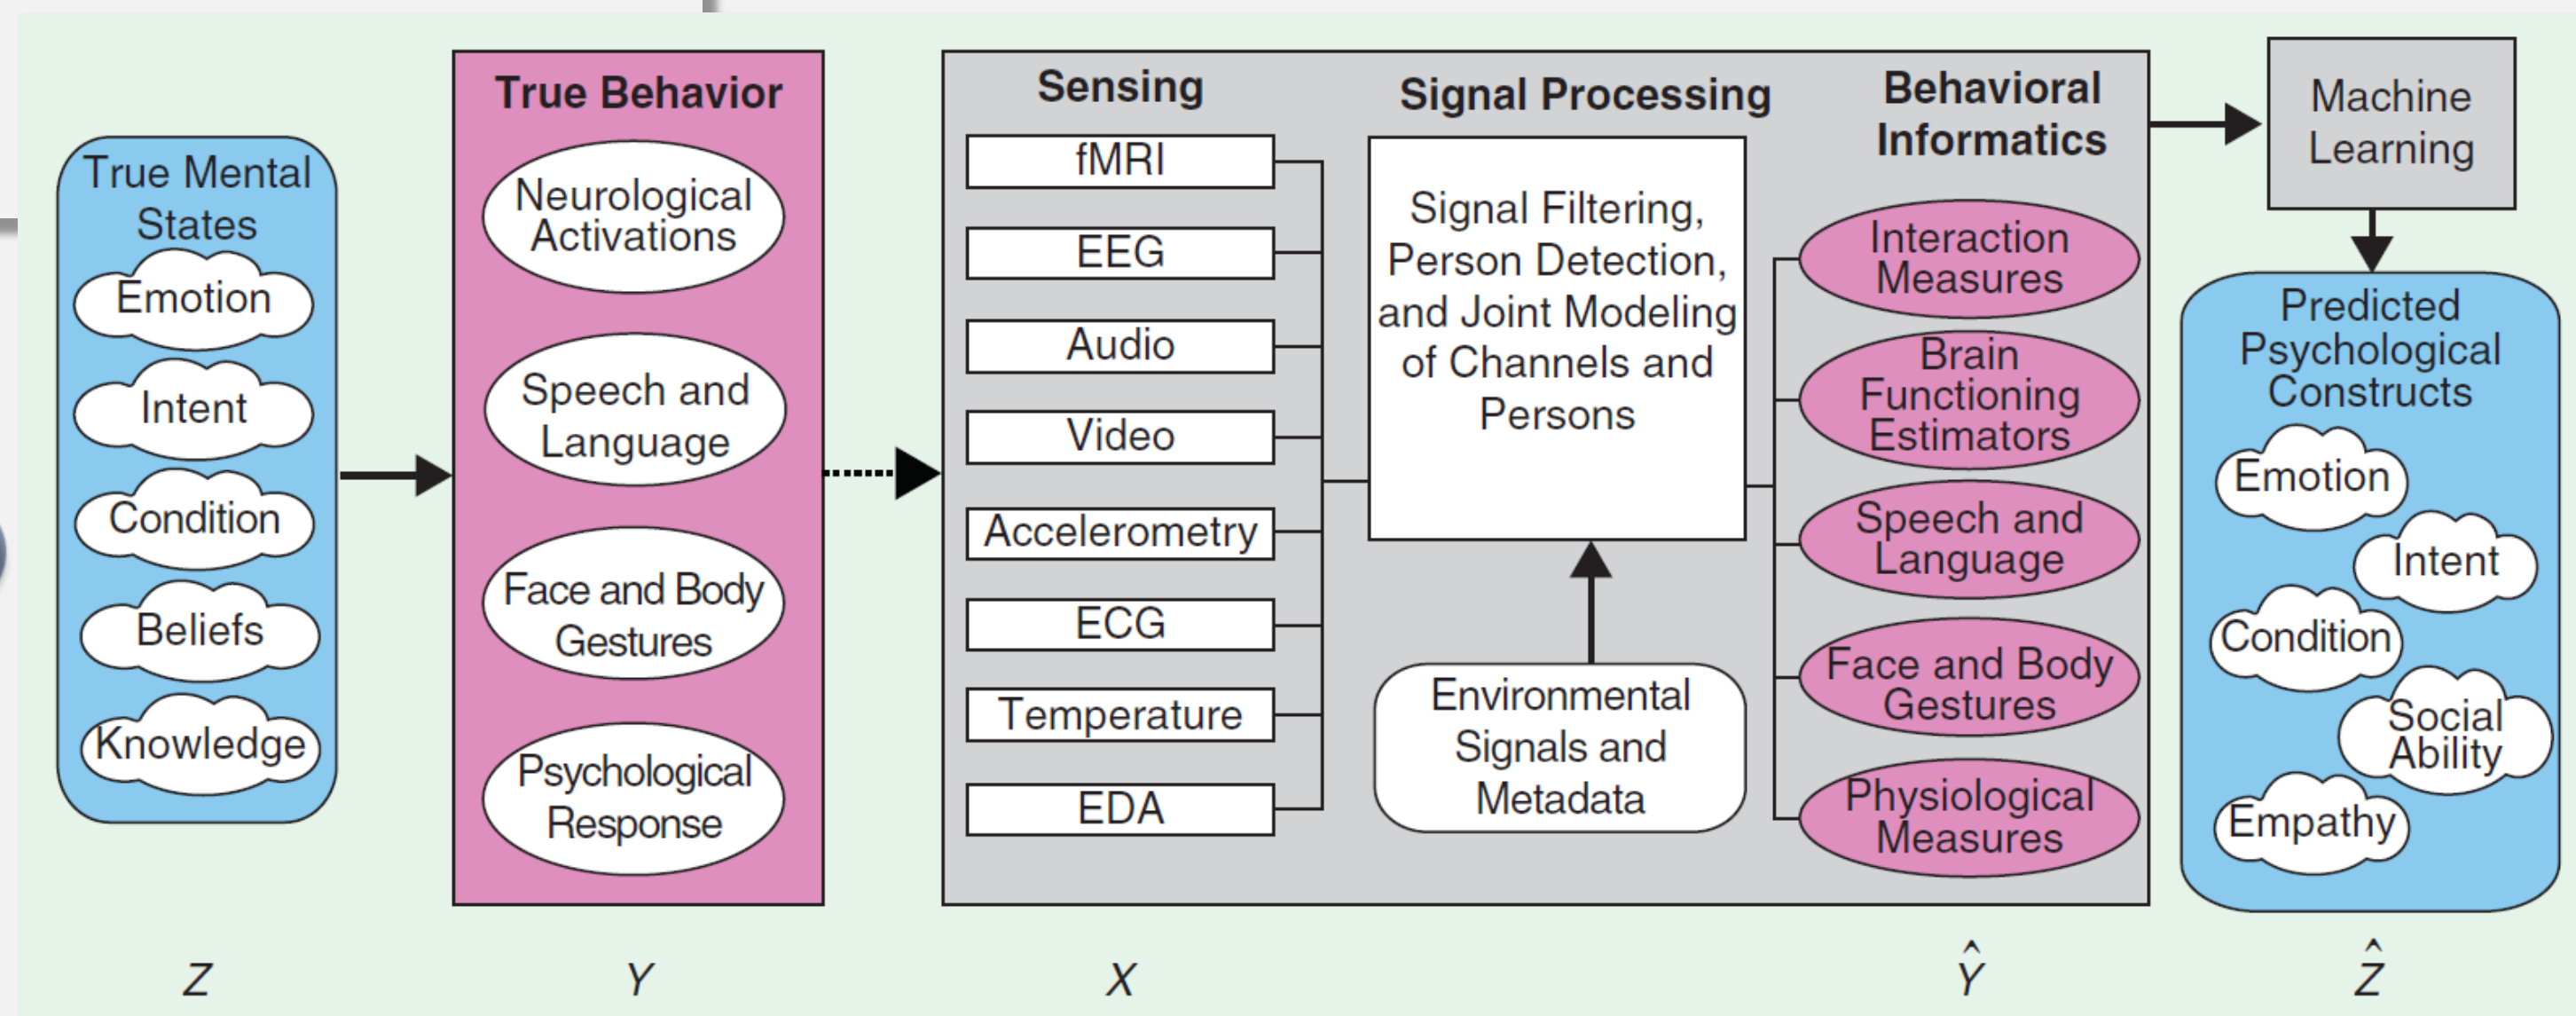 True Mental
States
Emotion
Intent
Condition
Beliefs
Knowledge
Z
True Behavior
Neurological
Activations
Speech and
Language
Face and Body
Gestures
Psychological
Response
Y
Sensing
fMRI
EEG
Audio
Video
Accelerometry
ECG
Temperature
EDA
X
Signal Processing
Signal Filtering,
Person Detection,
and Joint Modeling
of Channels and
Persons
Environmental
Signals and
Metadata
Behavioral
Informatics
Interaction
Measures
Brain
Functioning
Estimators
Speech and
Language
Face and Body
Gestures
Physiological
Measures
Ŷ
Machine
Learning
Predicted
Psychological
Constructs
Emotion
Intent
Condition
Social
Ability
Empathy
Ẑ